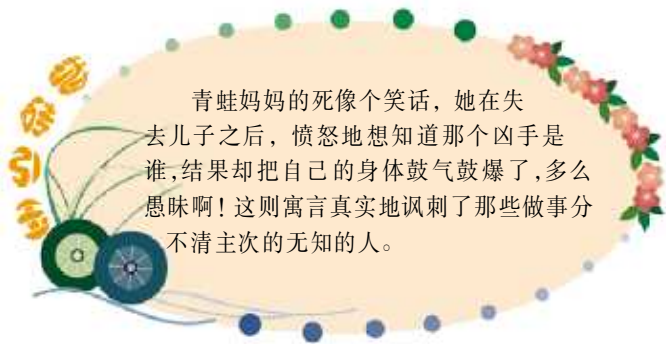 青蛙妈妈的死像个笑话，她在失
去儿子之后，愤怒地想知道那个凶手是
谁,结果却把自己的身体鼓气鼓爆了,多么
愚昧啊！这则寓言真实地讽刺了那些做事分
不清主次的无知的人。